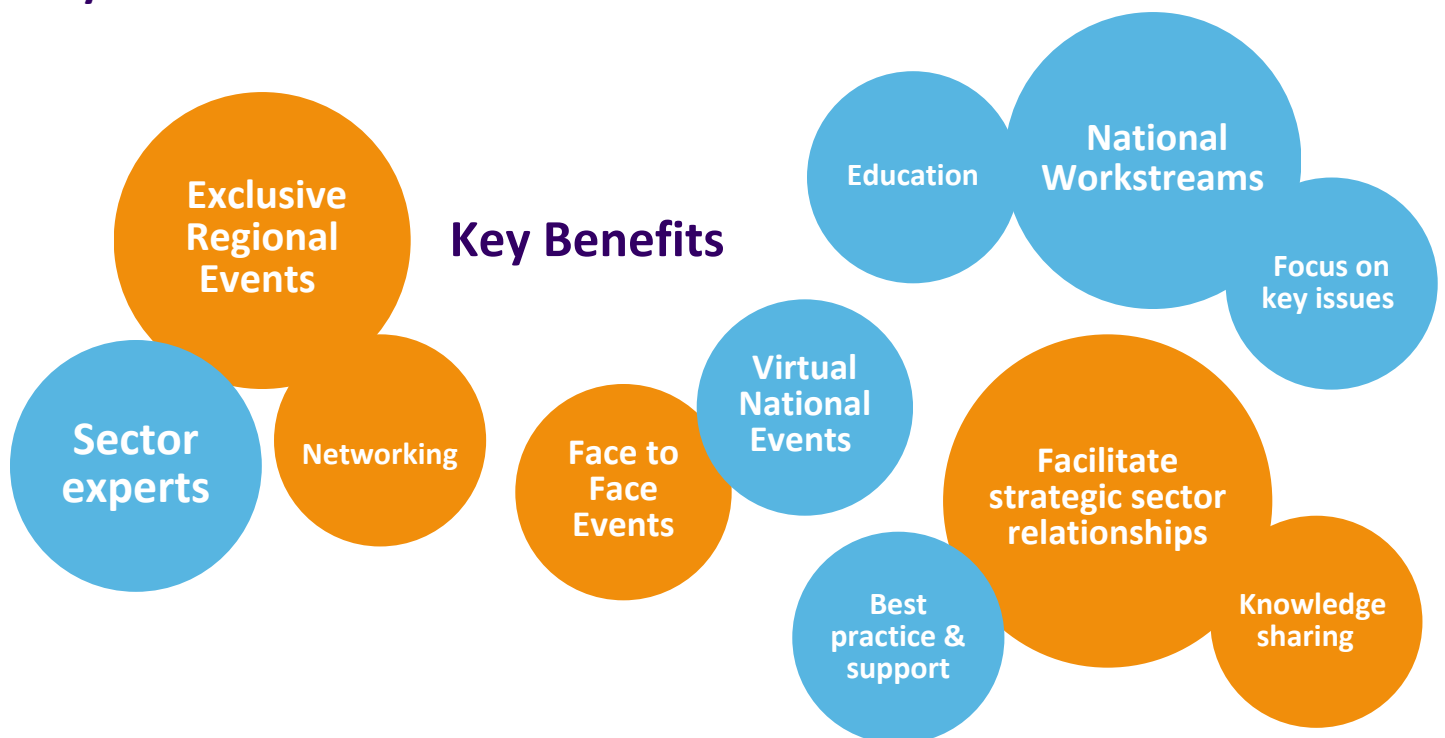 Key Benefits
Exclusive
Regional
Events
Sector
experts
Networking
Face to
Face
Events
Virtual
National
Events
Education
National
Workstreams
Focus on
key issues
Facilitate
strategic sector
relationships
Best
practice &
support
Knowledge
sharing